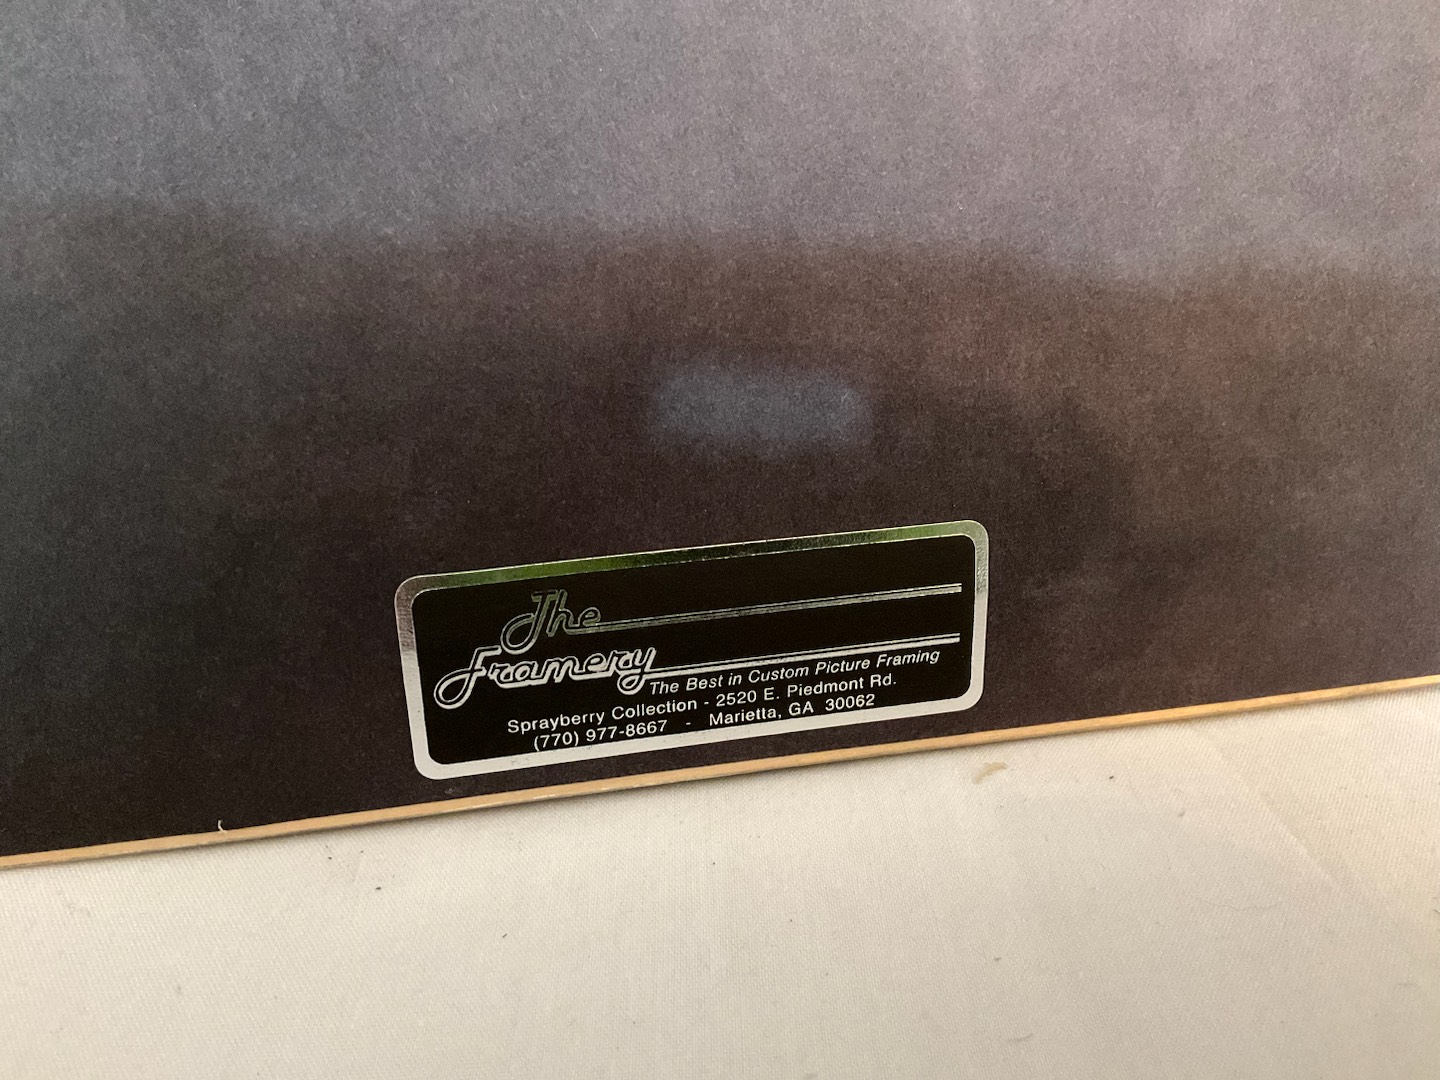 The
Framery
The Best in Custom Picture Framing
Sprayberry Collection - 2520 E. Piedmont Rd.
(770) 977-8667 - Marietta, GA 30062